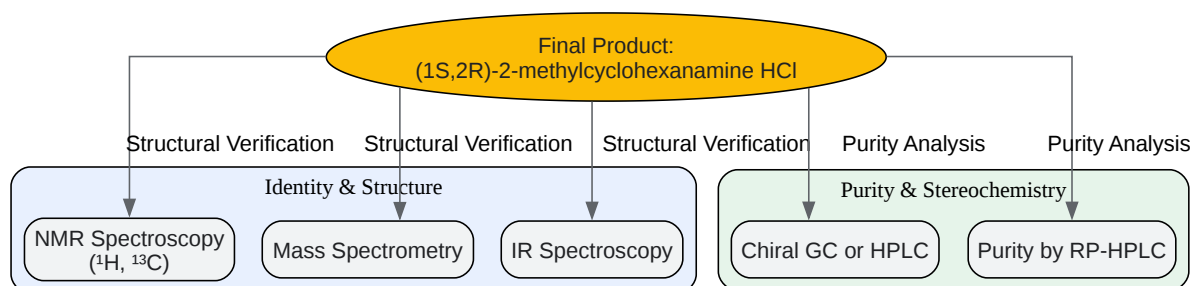 Final Product:
(1S,2R)-2-methylcyclohexanamine HCl
Structural Verification
Structural Verification
Structural Verification
Purity Analysis
Purity Analysis
Identity & Structure
Purity & Stereochemistry
NMR Spectroscopy
(¹H, ¹³C)
Mass Spectrometry
IR Spectroscopy
Chiral GC or HPLC
Purity by RP-HPLC